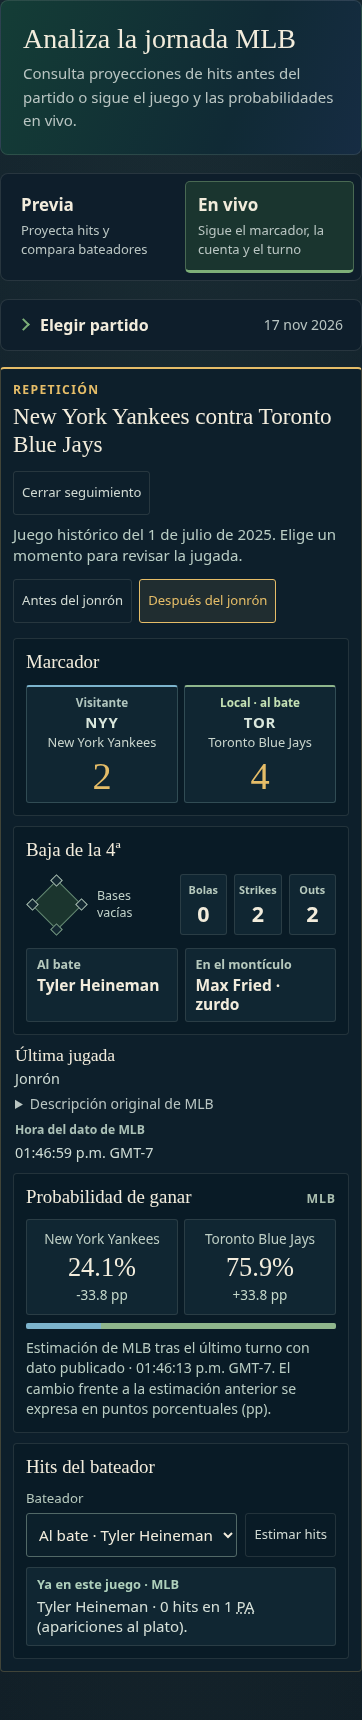 Analiza la jornada MLB
Consulta proyecciones de hits antes del
partido o sigue el juego y las probabilidades
en vivo.
Previa
Proyecta hits y
compara bateadores
En vivo
Sigue el marcador, la
cuenta y el turno
Elegir partido
17 nov 2026
REPETICIÓN
New York Yankees contra Toronto
Blue Jays
Cerrar seguimiento
Juego histórico del 1 de julio de 2025. Elige un
momento para revisar la jugada.
Antes del jonrón
Después del jonrón
Marcador
Visitante
NYY
New York Yankees
2
Local · al bate
TOR
Toronto Blue Jays
4
Baja de la 4ª
Bases
vacías
Bolas
0
Strikes
2
Outs
2
Al bate
Tyler Heineman
En el montículo
Max Fried ·
zurdo
Última jugada
Jonrón
Descripción original de MLB
Hora del dato de MLB
01:46:59 p.m. GMT-7
Probabilidad de ganar
MLB
New York Yankees
24.1%
-33.8 pp
Toronto Blue Jays
75.9%
+33.8 pp
Estimación de MLB tras el último turno con
dato publicado · 01:46:13 p.m. GMT-7. El
cambio frente a la estimación anterior se
expresa en puntos porcentuales (pp).
Hits del bateador
Bateador
Al bate · Tyler Heineman
Estimar hits
Ya en este juego · MLB
Tyler Heineman · 0 hits en 1 PA
(apariciones al plato).